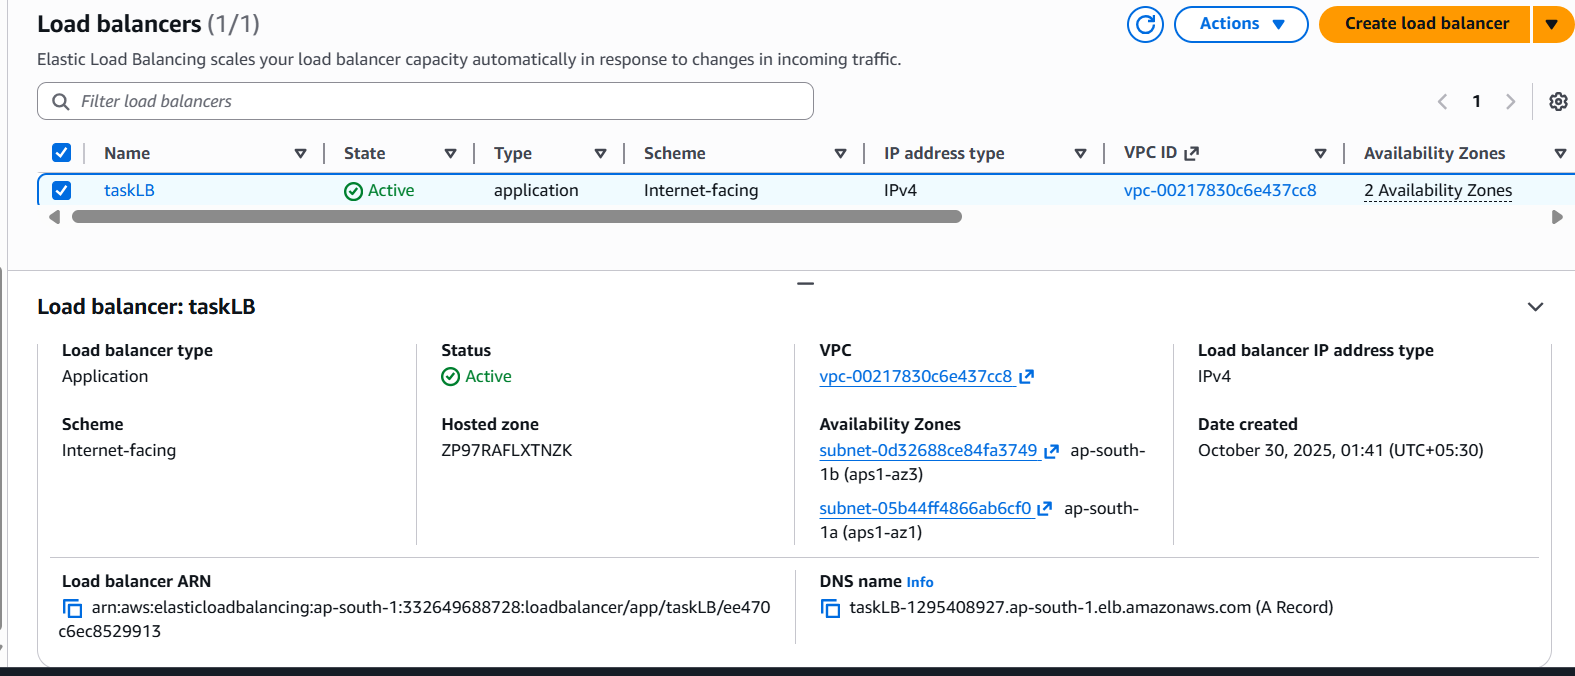 Load balancers (1/1)
Actions
Create load balancer
Elastic Load Balancing scales your load balancer capacity automatically in response to changes in incoming traffic.
Filter load balancers
1
Name State Type Scheme IP address type VPC ID Availability Zones
taskLB Active application Internet-facing IPv4 vpc-00217830c6e437cc8 2 Availability Zones
Load balancer: taskLB
Load balancer type
Application
Scheme
Internet-facing
Status
Active
Hosted zone
ZP97RAFLXTNZK
VPC
vpc-00217830c6e437cc8
Availability Zones
subnet-0d32688ce84fa3749 ap-south-
1b (aps1-az3)
subnet-05b44ff4866ab6cf0 ap-south-
1a (aps1-az1)
Load balancer IP address type
IPv4
Date created
October 30, 2025, 01:41 (UTC+05:30)
Load balancer ARN
arn:aws:elasticloadbalancing:ap-south-1:332649688728:loadbalancer/app/taskLB/ee470
c6ec8529913
DNS name Info
taskLB-1295408927.ap-south-1.elb.amazonaws.com (A Record)